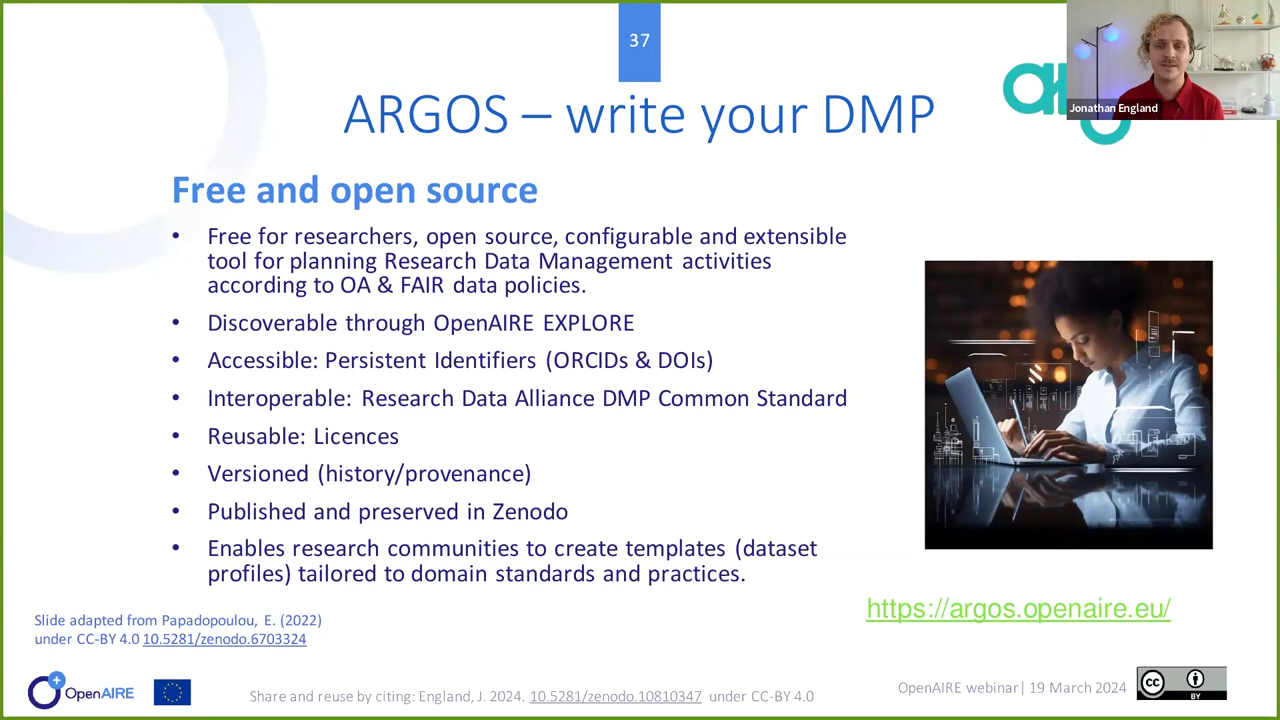 37
ARGOS – write your DMP
Jonathan England
Free and open source
• Free for researchers, open source, configurable and extensible
tool for planning Research Data Management activities
according to OA & FAIR data policies.
• Discoverable through OpenAIRE EXPLORE
• Accessible: Persistent Identifiers (ORCIDs & DOIs)
• Interoperable: Research Data Alliance DMP Common Standard
• Reusable: Licences
• Versioned (history/provenance)
• Published and preserved in Zenodo
• Enables research communities to create templates (dataset
profiles) tailored to domain standards and practices.
https://argos.openaire.eu/
Slide adapted from Papadopoulou, E. (2022)
under CC-BY 4.0 10.5281/zenodo.6703324
OpenAIRE
Share and reuse by citing: England, J. 2024. 10.5281/zenodo.10810347 under CC-BY 4.0
OpenAIRE webinar| 19 March 2024
CC
BY